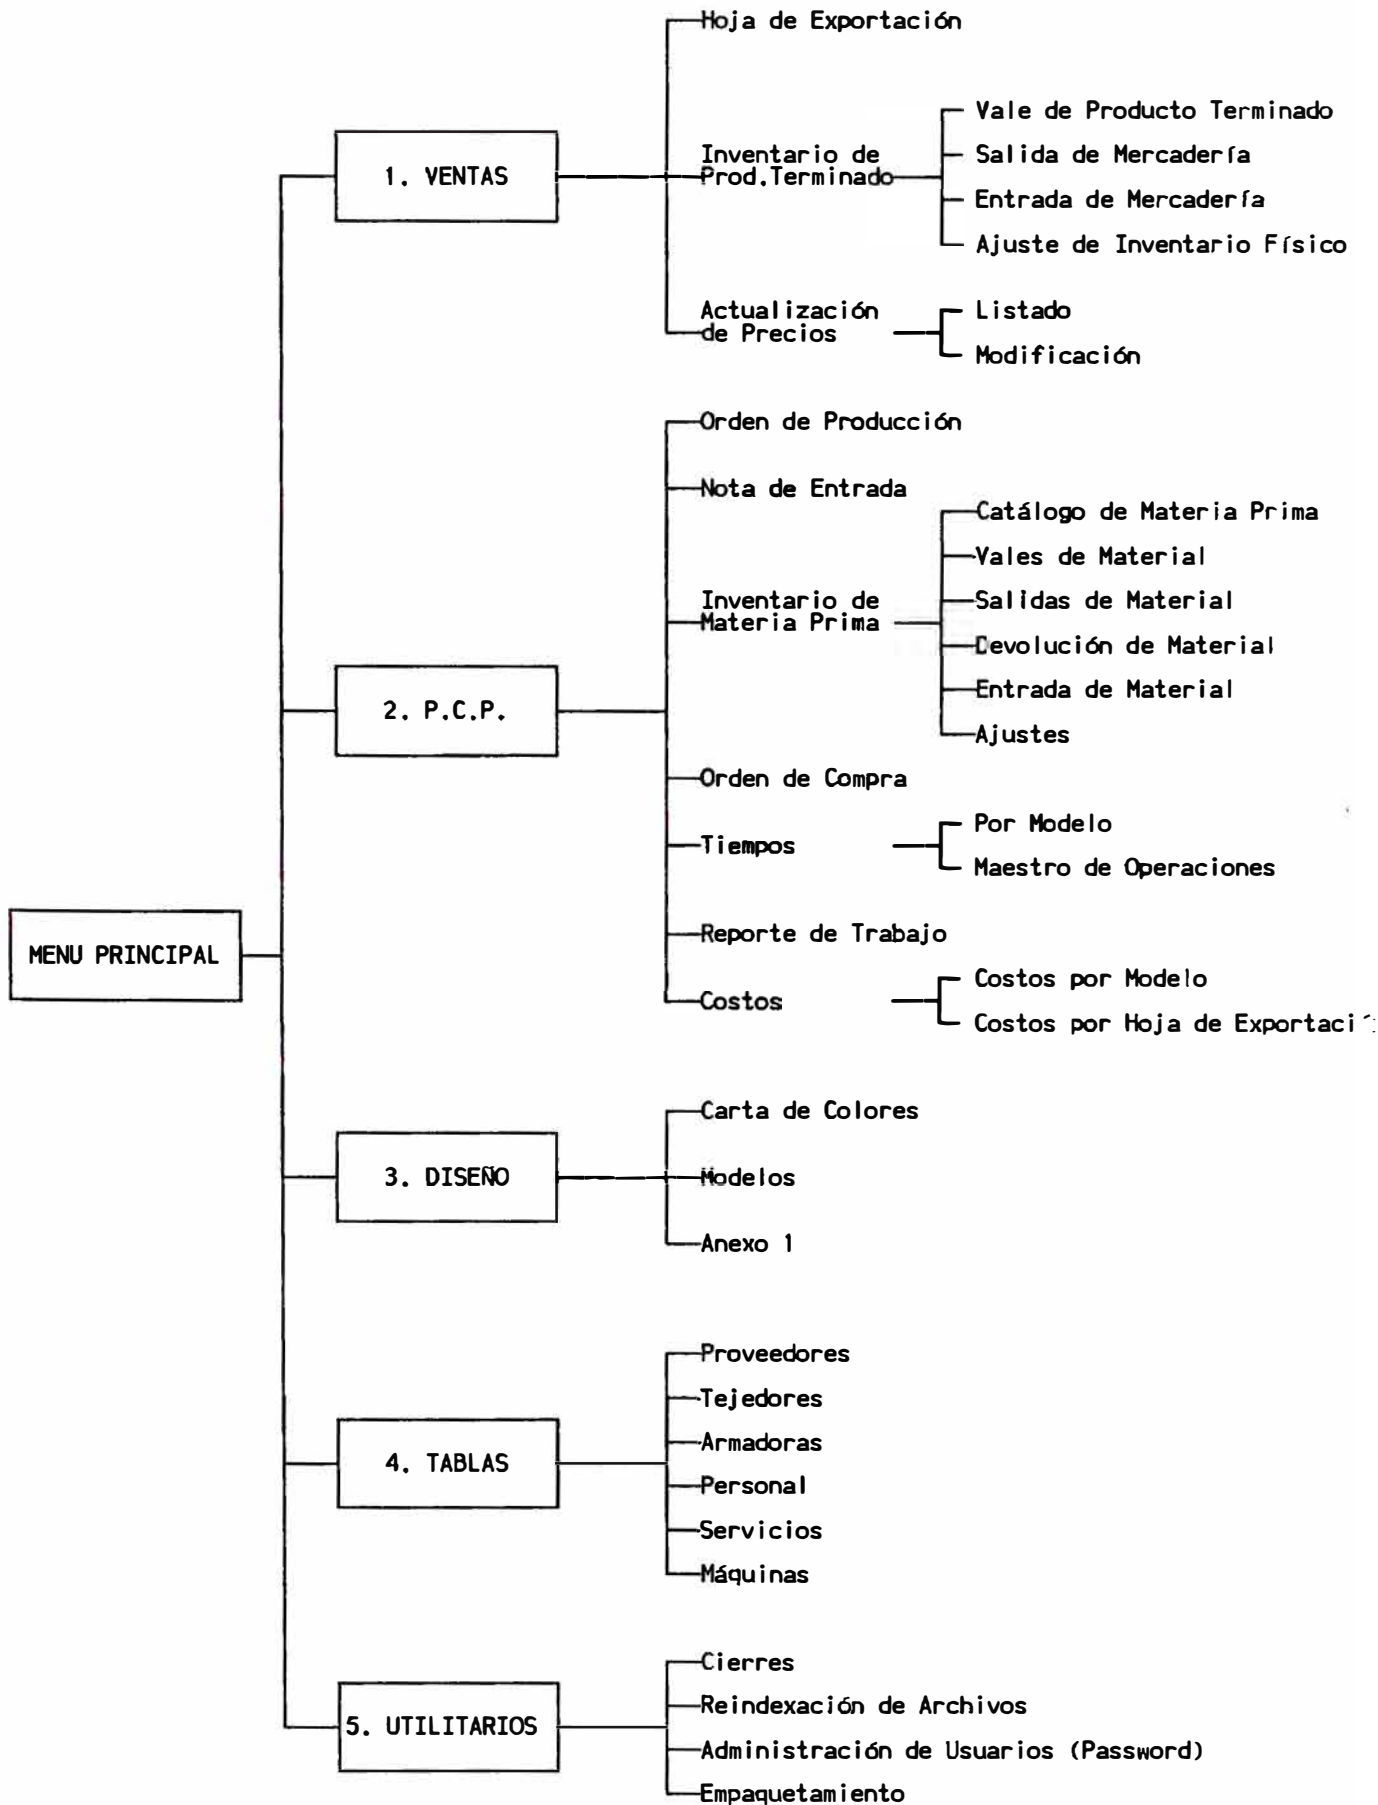 MENU PRINCIPAL
1. VENTAS
Hoja de Exportación
Inventario de
Prod.Terminado
Vale de Producto Terminado
Salida de Mercadería
Entrada de Mercadería
Ajuste de Inventario Físico
Actualización
de Precios
Listado
Modificación
2. P.C.P.
Orden de Producción
Nota de Entrada
Inventario de
Materia Prima
Catálogo de Materia Prima
Vales de Material
Salidas de Material
Devolución de Material
Entrada de Material
Ajustes
Orden de Compra
Tiempos
Por Modelo
Maestro de Operaciones
Reporte de Trabajo
Costos
Costos por Modelo
Costos por Hoja de
3. DISEÑO
Carta de Colores
Modelos
Anexo 1
4. TABLAS
Proveedores
Tejedores
Armadoras
Personal
Servicios
Máquinas
5. UTILITARIOS
Cierres
Reindexación de Archivos
Administración de Usuarios (Password)
Empaquetamiento